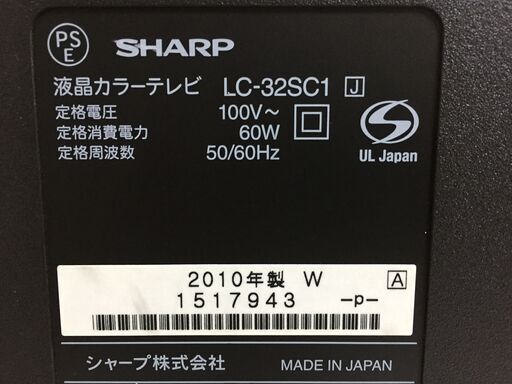 PS
E
SHARP
液晶カラーテレビ LC-32SC1 J
定格電圧 100V～
定格消費電力 60W
定格周波数 50/60Hz
S
UL Japan
2010年製 W A
1517943 -p-
シャープ株式会社 MADE IN JAPAN